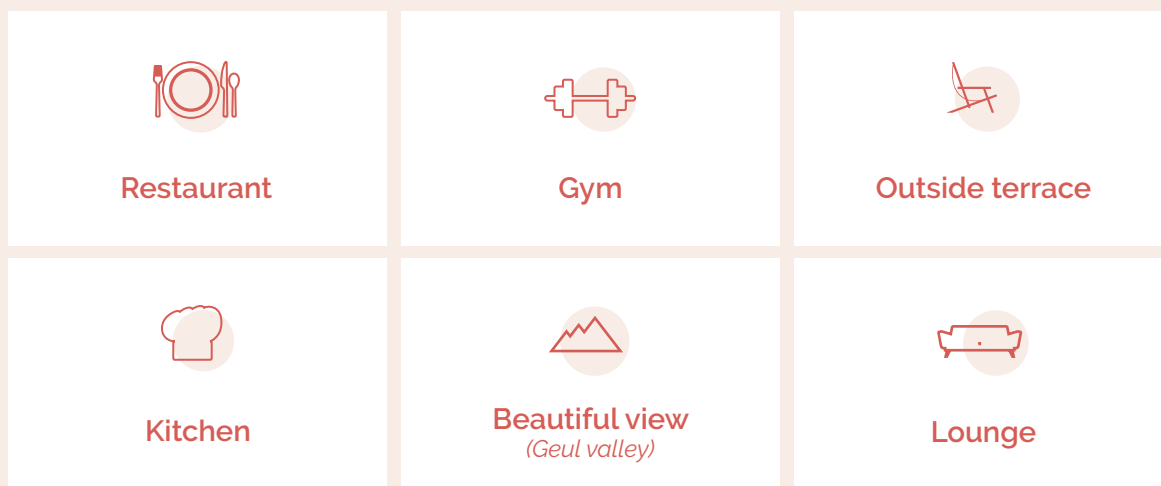 Restaurant
Gym
Outside terrace
Kitchen
Beautiful view
(Geul valley)
Lounge